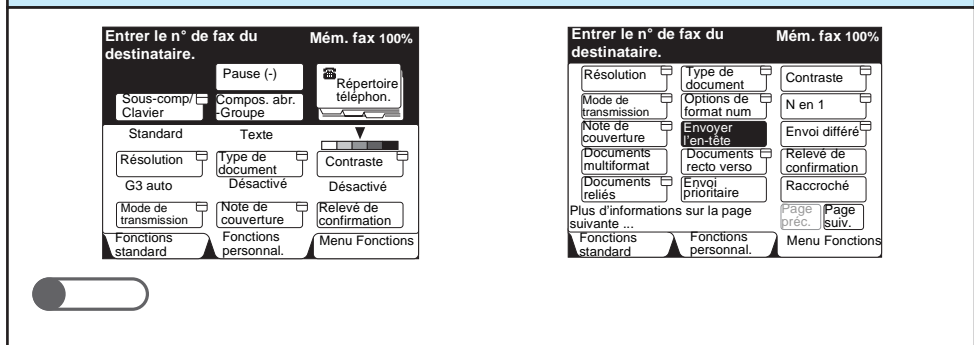 Entrer le n° de fax du
destinataire.
Mém. fax 100%
Pause (-)
Répertoire
téléphon.
Sous-comp/
Clavier
Compos. abr.
-Groupe
Standard
Texte
Résolution
Type de
document
Contraste
G3 auto
Désactivé
Désactivé
Mode de
transmission
Note de
couverture
Relevé de
confirmation
Fonctions
standard
Fonctions
personnal.
Menu Fonctions
Entrer le n° de fax du
destinataire.
Mém. fax 100%
Résolution
Type de
document
Contraste
Mode de
transmission
Options de
format num
N en 1
Note de
couverture
Envoyer
l'en-tête
Envoi différé
Documents
multiformat
Documents
recto verso
Relevé de
confirmation
Documents
reliés
Envoi
prioritaire
Raccroché
Plus d'informations sur la page
suivante ...
Page
préc.
Page
suiv.
Fonctions
standard
Fonctions
personnal.
Menu Fonctions